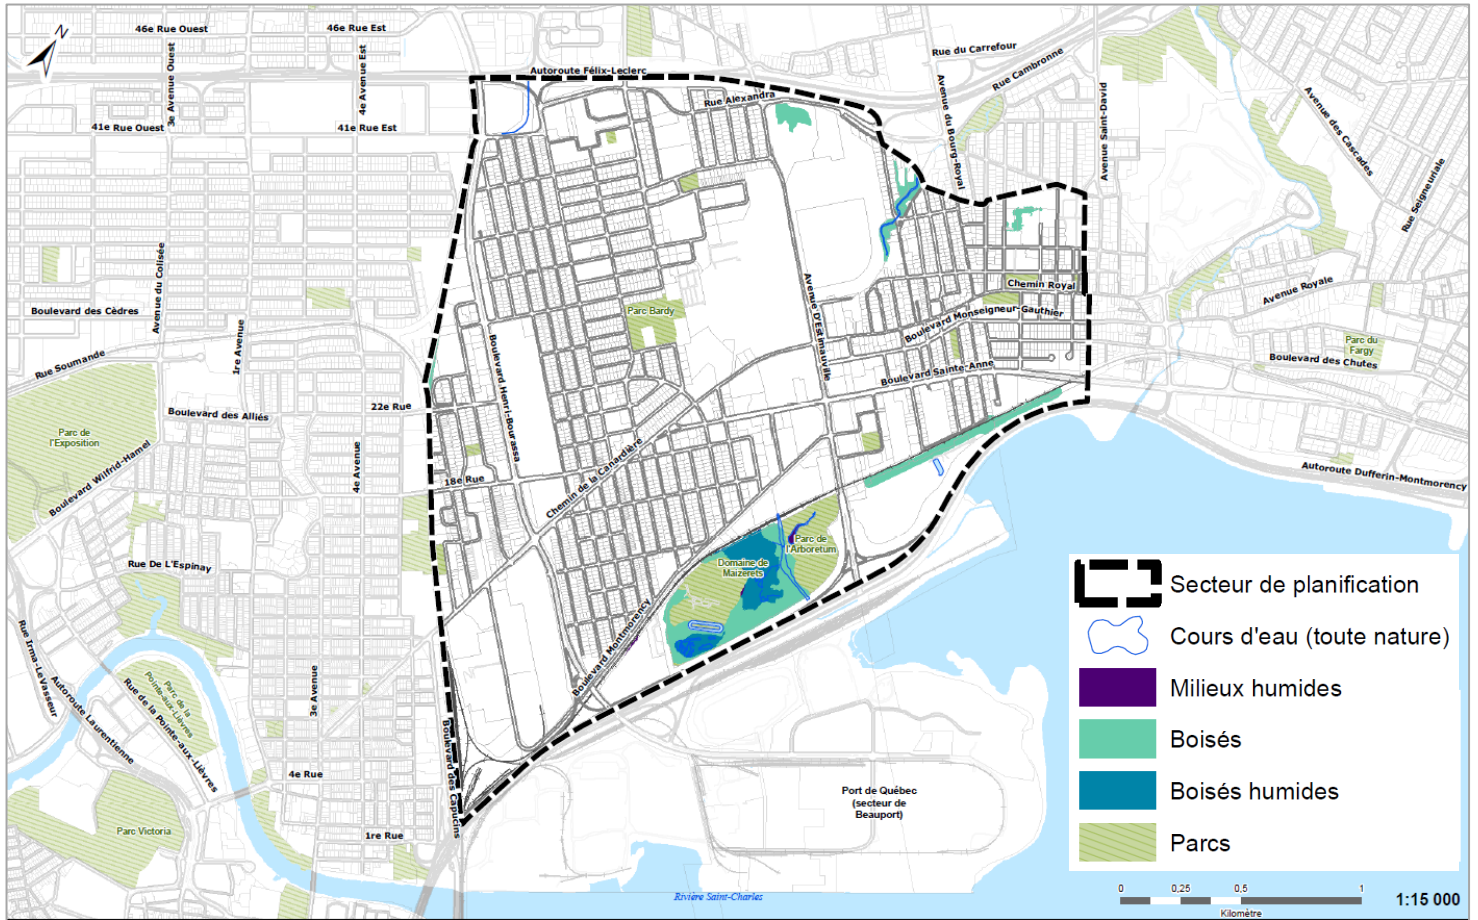 N
46e Rue Ouest
46e Rue Est
3e Avenue Ouest
4e Avenue Est
41e Rue Ouest
41e Rue Est
Autoroute Félix-Leclerc
Rue Alexandra
Rue du Carrefour
Rue Cambronne
Avenue du Bourg-Royal
Avenue Saint-David
Avenue des Cascades
Rue Seigneuriale
Avenue Royale
Boulevard des Cèdres
Avenue du Colisée
1re Avenue
Rue Soumande
Boulevard des Alliés
22e Rue
Parc de
l'Exposition
Boulevard Wilfrid-Hamel
4e Avenue
18e Rue
Boulevard Henri-Bourassa
Parc Bardy
Chemin de la Canardière
Avenue D'Estimauville
Chemin Royal
Boulevard Monseigneur-Gauthier
Boulevard Sainte-Anne
Parc du
Fargy
Boulevard des Chutes
Autoroute Dufferin-Montmorency
Parc de
l'Arboretum
Domaine de
Maizerets
Boulevard Montmorency
Rue De L'Espinay
Rue Irma-LeVasseur
Autoroute Laurentienne
Parc de la
Pointe-aux-Lièvres
Rue de la Pointe-aux-Lièvres
3e Avenue
4e Rue
1re Rue
Parc Victoria
Boulevard des Capucins
Port de Québec
(secteur de
Beauport)
Rivière Saint-Charles
Secteur de planification
Cours d'eau (toute nature)
Milieux humides
Boisés
Boisés humides
Parcs
0 0,25 0,5 1
Kilomètre
1:15 000